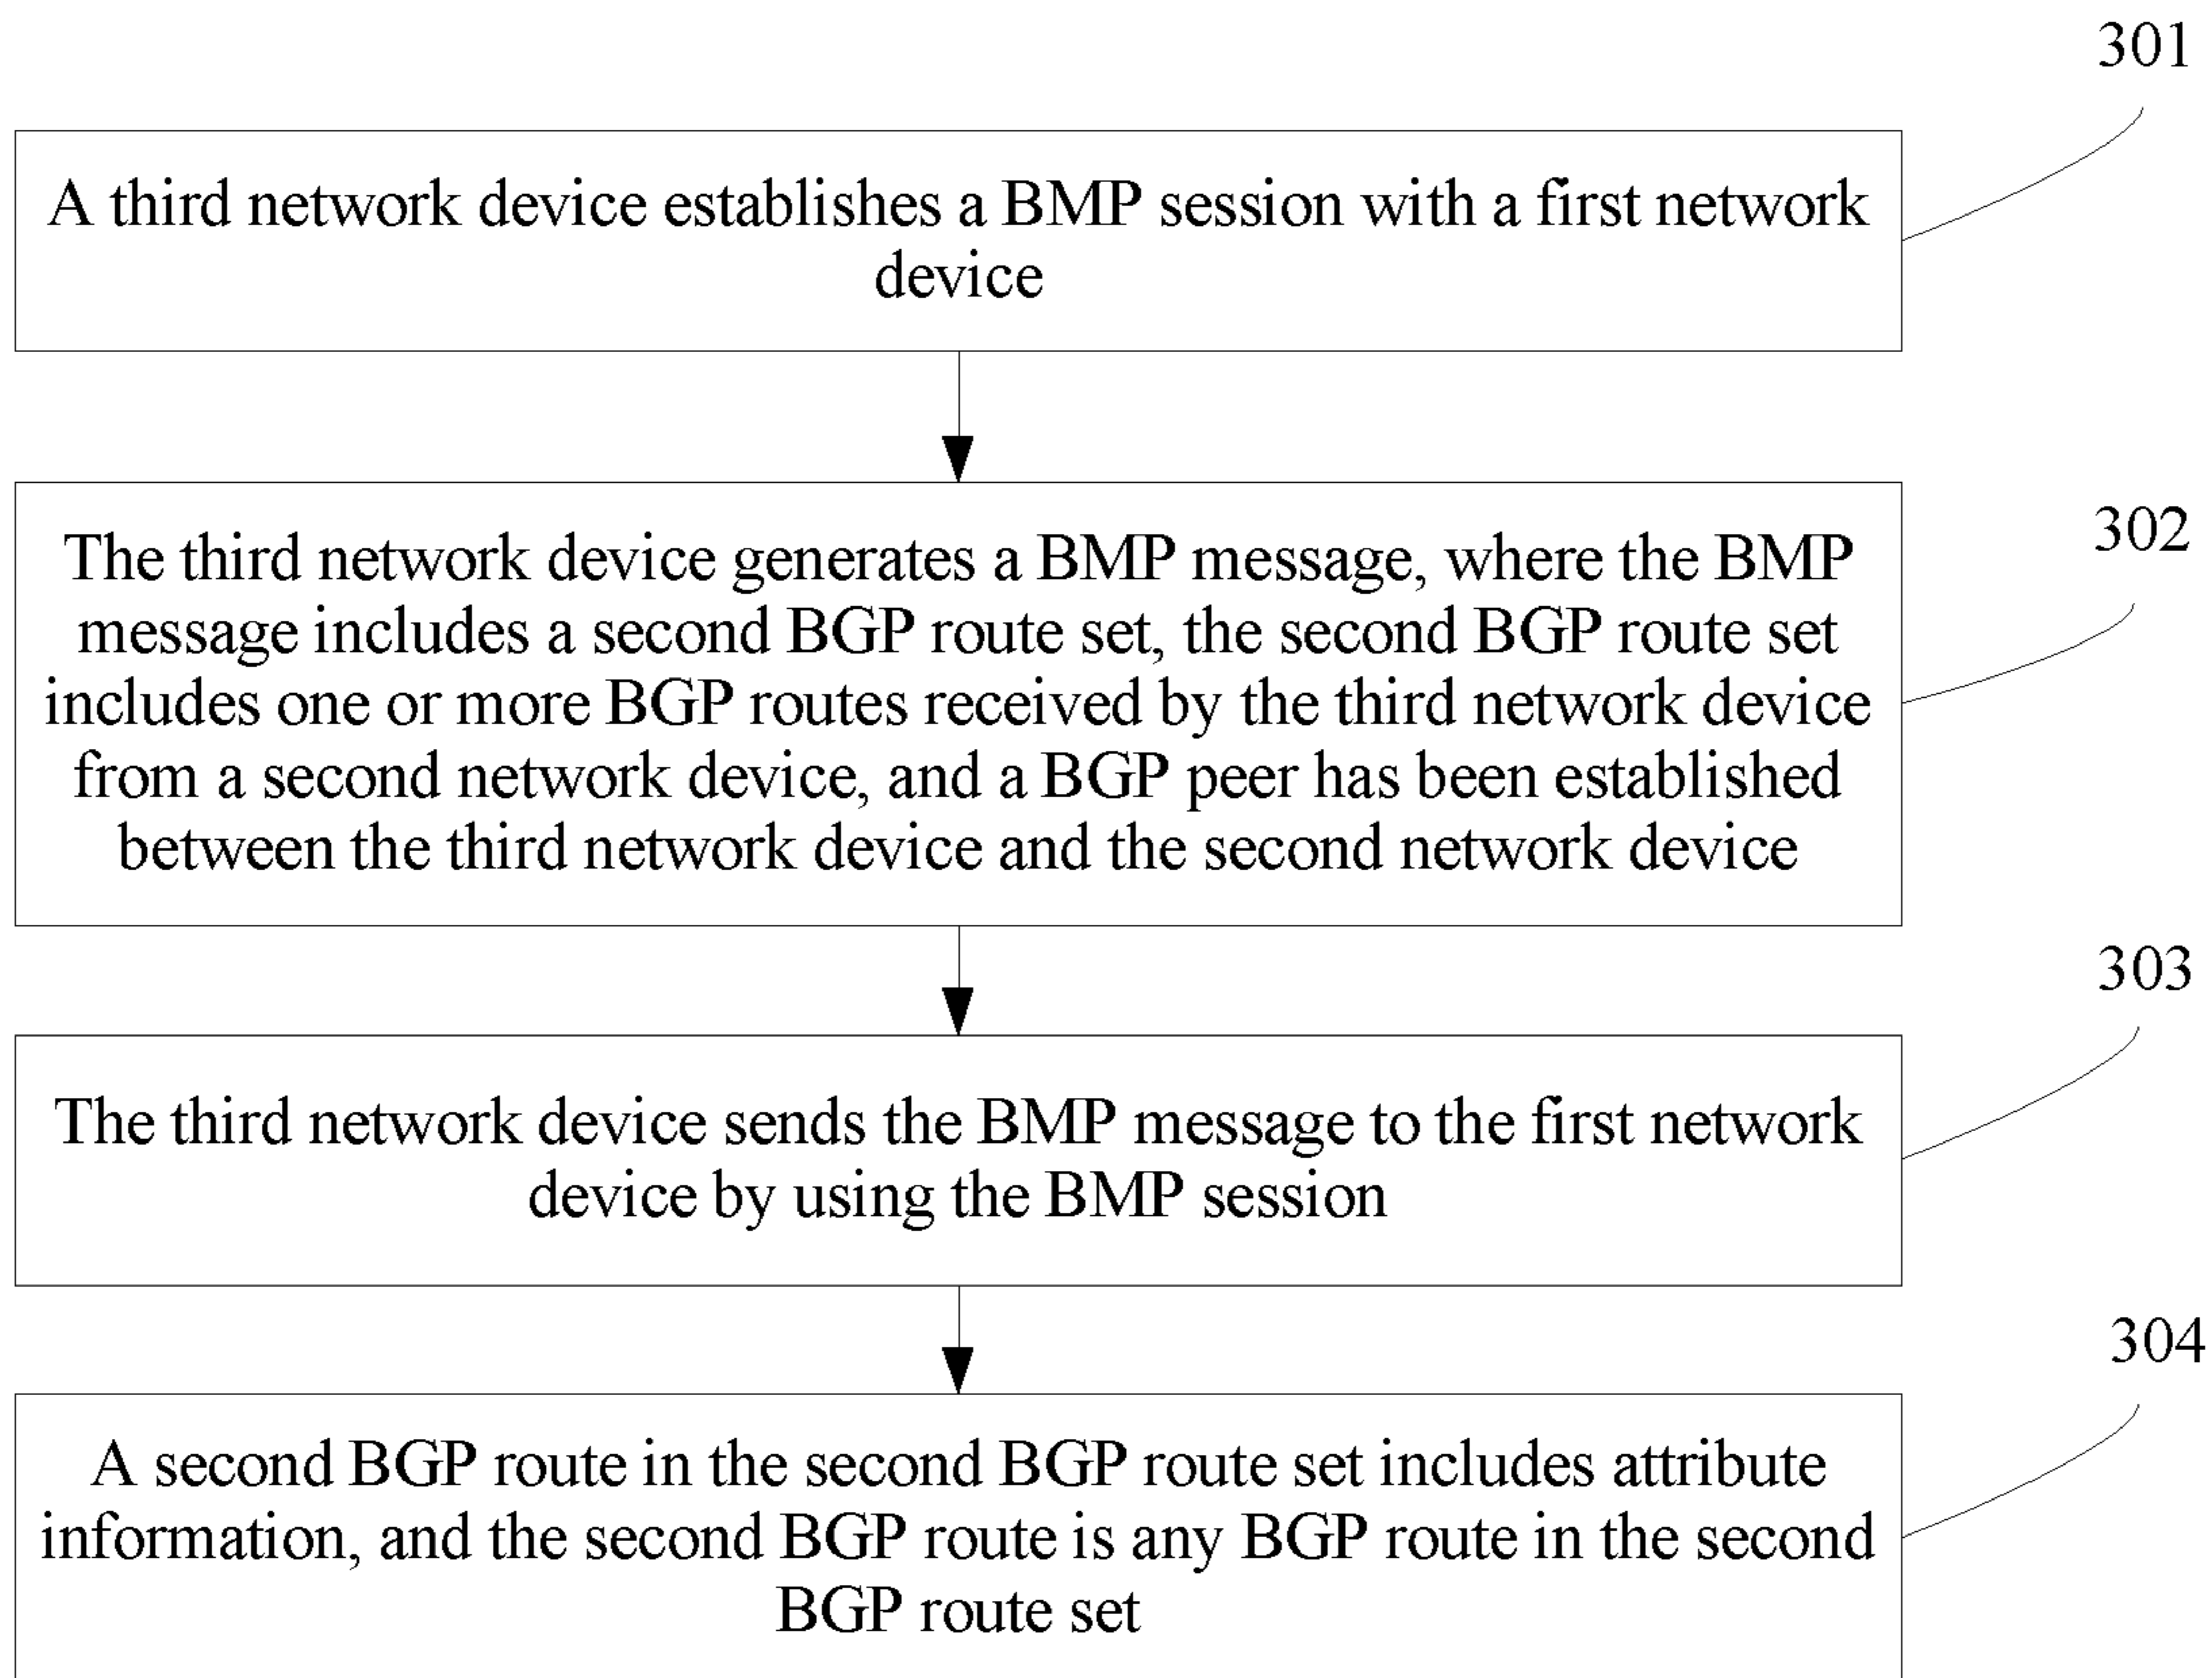 301
A third network device establishes a BMP session with a first network
device
302
The third network device generates a BMP message, where the BMP
message includes a second BGP route set, the second BGP route set
includes one or more BGP routes received by the third network device
from a second network device, and a BGP peer has been established
between the third network device and the second network device
303
The third network device sends the BMP message to the first network
device by using the BMP session
304
A second BGP route in the second BGP route set includes attribute
information, and the second BGP route is any BGP route in the second
BGP route set